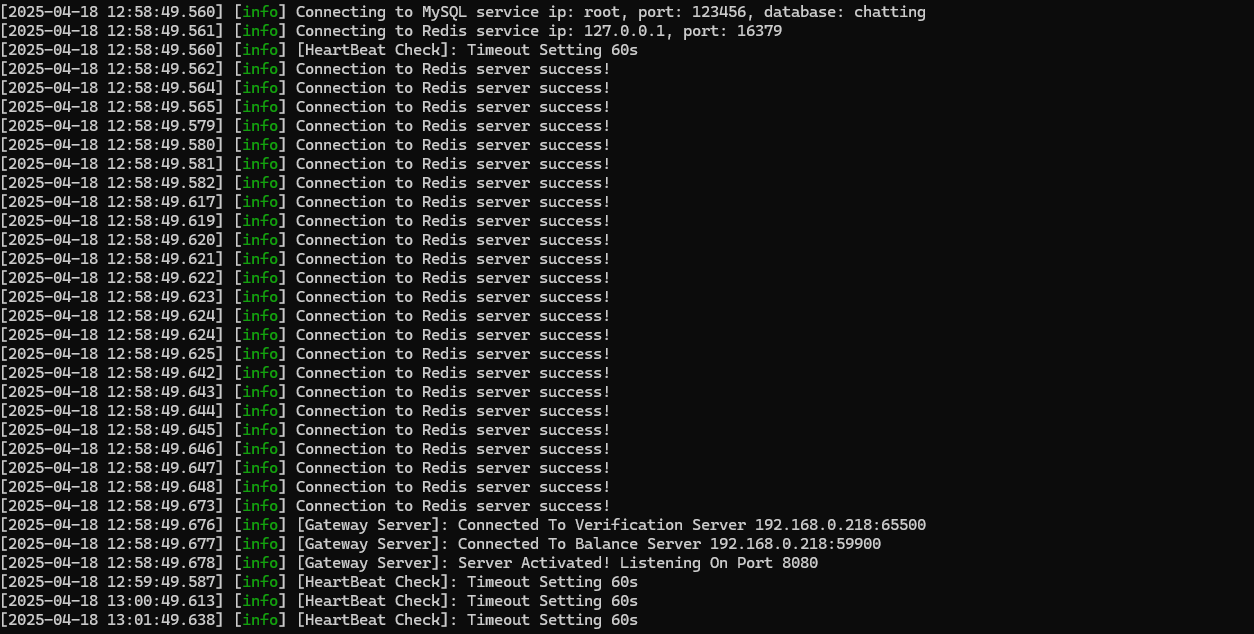 [2025-04-18 12:58:49.560] [info] Connecting to MySQL service ip: root, port: 123456, database: chatting
[2025-04-18 12:58:49.561] [info] Connecting to Redis service ip: 127.0.0.1, port: 16379
[2025-04-18 12:58:49.560] [info] [HeartBeat Check]: Timeout Setting 60s
[2025-04-18 12:58:49.562] [info] Connection to Redis server success!
[2025-04-18 12:58:49.564] [info] Connection to Redis server success!
[2025-04-18 12:58:49.565] [info] Connection to Redis server success!
[2025-04-18 12:58:49.579] [info] Connection to Redis server success!
[2025-04-18 12:58:49.580] [info] Connection to Redis server success!
[2025-04-18 12:58:49.581] [info] Connection to Redis server success!
[2025-04-18 12:58:49.582] [info] Connection to Redis server success!
[2025-04-18 12:58:49.617] [info] Connection to Redis server success!
[2025-04-18 12:58:49.619] [info] Connection to Redis server success!
[2025-04-18 12:58:49.620] [info] Connection to Redis server success!
[2025-04-18 12:58:49.621] [info] Connection to Redis server success!
[2025-04-18 12:58:49.622] [info] Connection to Redis server success!
[2025-04-18 12:58:49.623] [info] Connection to Redis server success!
[2025-04-18 12:58:49.624] [info] Connection to Redis server success!
[2025-04-18 12:58:49.624] [info] Connection to Redis server success!
[2025-04-18 12:58:49.625] [info] Connection to Redis server success!
[2025-04-18 12:58:49.642] [info] Connection to Redis server success!
[2025-04-18 12:58:49.643] [info] Connection to Redis server success!
[2025-04-18 12:58:49.644] [info] Connection to Redis server success!
[2025-04-18 12:58:49.645] [info] Connection to Redis server success!
[2025-04-18 12:58:49.646] [info] Connection to Redis server success!
[2025-04-18 12:58:49.647] [info] Connection to Redis server success!
[2025-04-18 12:58:49.648] [info] Connection to Redis server success!
[2025-04-18 12:58:49.673] [info] Connection to Redis server success!
[2025-04-18 12:58:49.676] [info] [Gateway Server]: Connected To Verification Server 192.168.0.218:65500
[2025-04-18 12:58:49.677] [info] [Gateway Server]: Connected To Balance Server 192.168.0.218:59900
[2025-04-18 12:58:49.678] [info] [Gateway Server]: Server Activated! Listening On Port 8080
[2025-04-18 12:59:49.587] [info] [HeartBeat Check]: Timeout Setting 60s
[2025-04-18 13:00:49.613] [info] [HeartBeat Check]: Timeout Setting 60s
[2025-04-18 13:01:49.638] [info] [HeartBeat Check]: Timeout Setting 60s